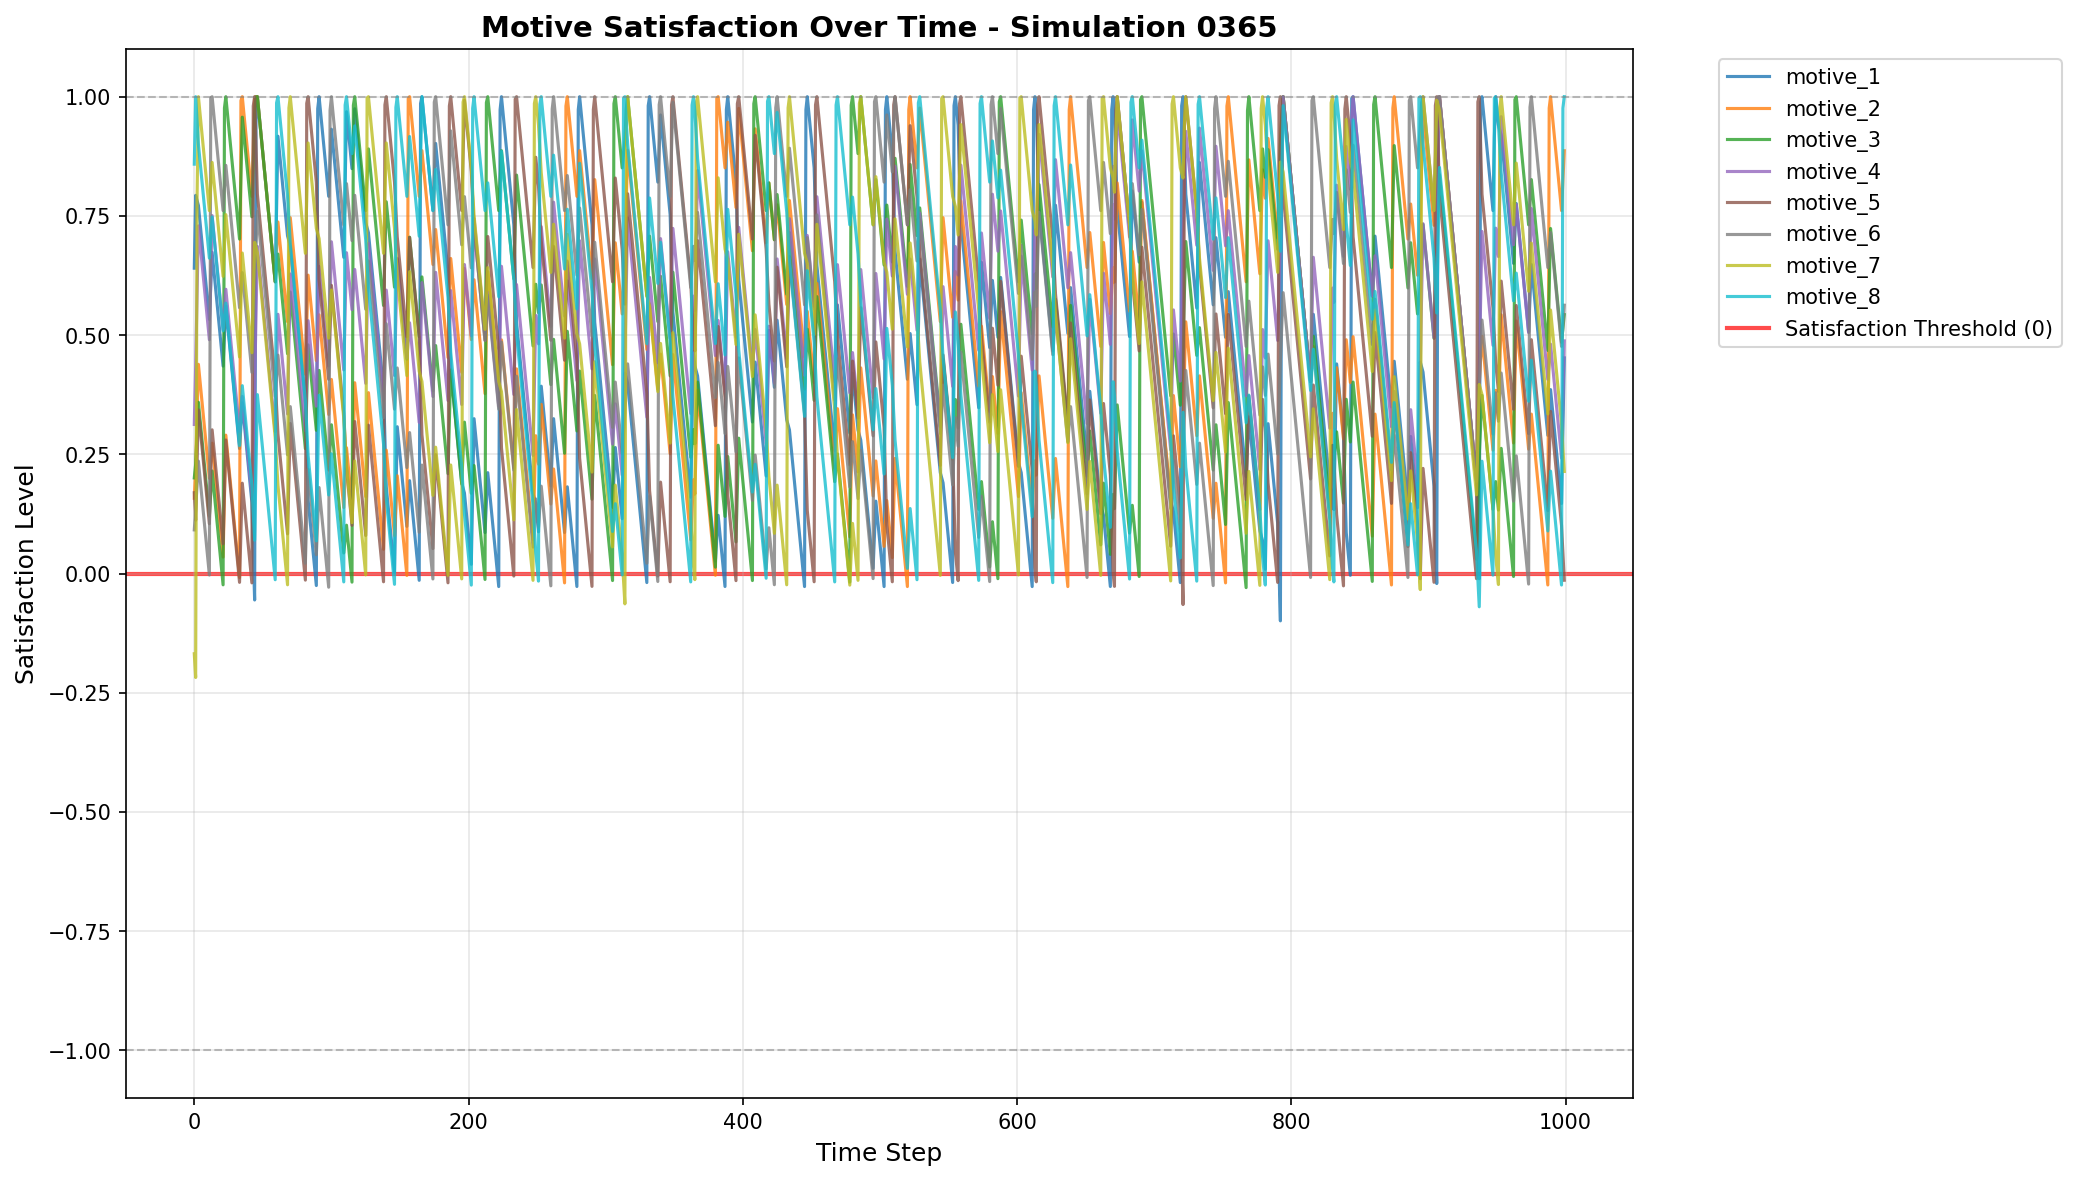 Motive Satisfaction Over Time - Simulation 0365
Satisfaction Level
1.00
0.75
0.50
0.25
0.00
−0.25
−0.50
−0.75
−1.00
0
200
400
600
800
1000
Time Step
motive_1
motive_2
motive_3
motive_4
motive_5
motive_6
motive_7
motive_8
Satisfaction Threshold (0)